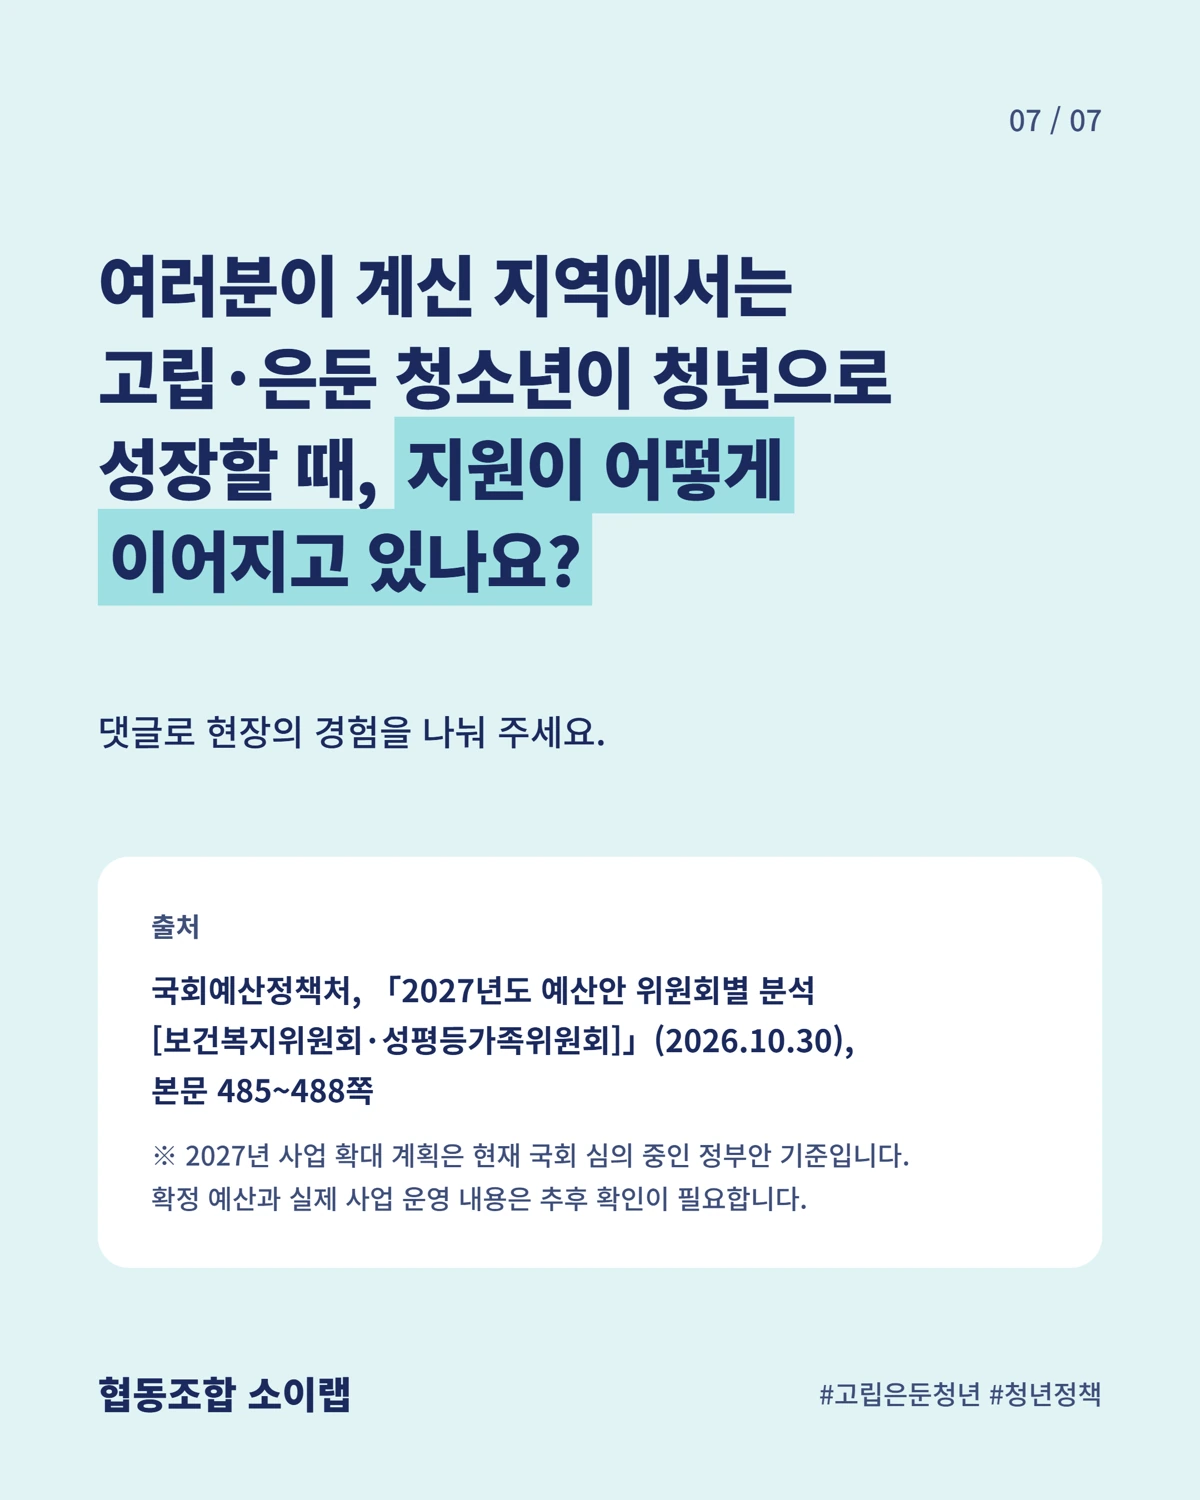 07 / 07
여러분이 계신 지역에서는
고립·은둔 청소년이 청년으로
성장할 때, 지원이 어떻게
이어지고 있나요?
댓글로 현장의 경험을 나눠 주세요.
출처
국회예산정책처, 「2027년도 예산안 위원회별 분석
[보건복지위원회·성평등가족위원회]」(2026.10.30),
본문 485~488쪽
※ 2027년 사업 확대 계획은 현재 국회 심의 중인 정부안 기준입니다.
확정 예산과 실제 사업 운영 내용은 추후 확인이 필요합니다.
협동조합 소이랩
#고립은둔청년 #청년정책